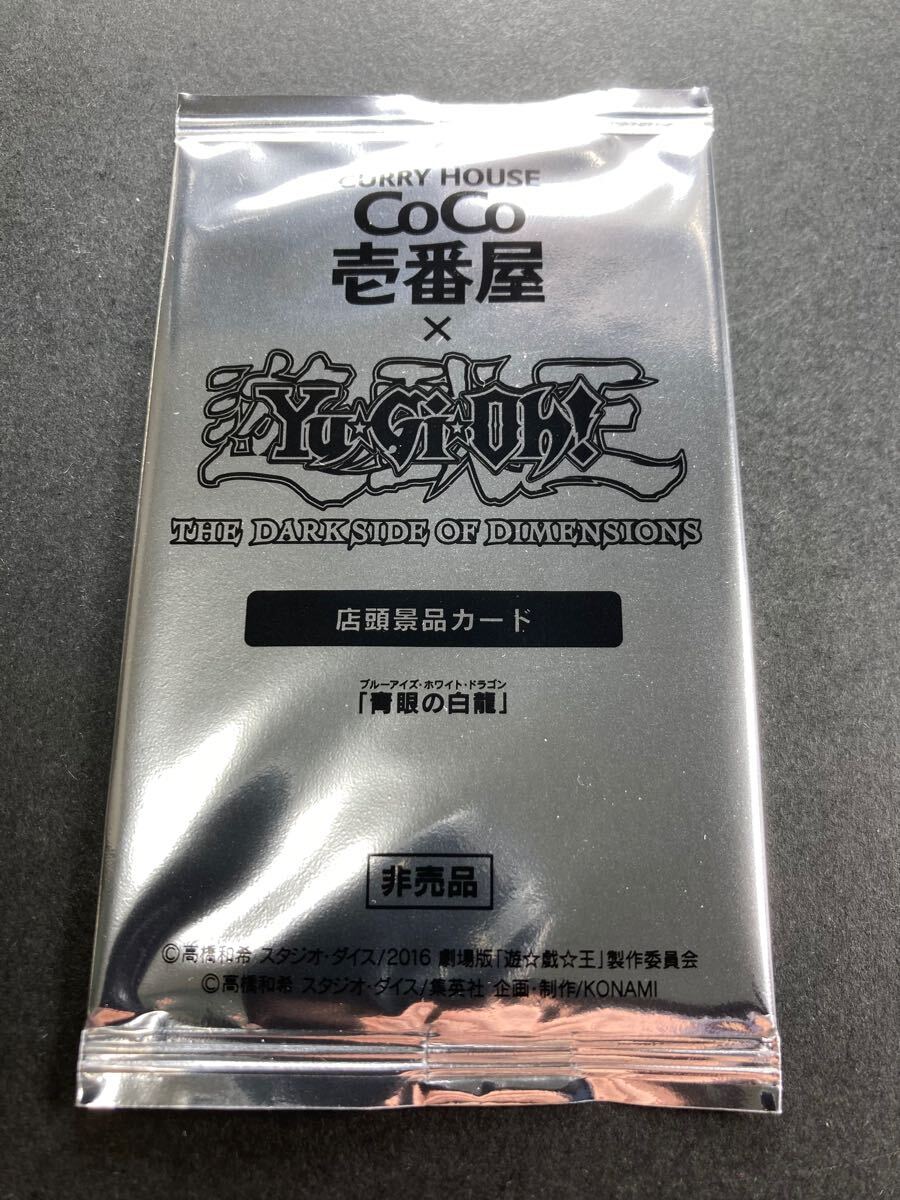 CURRY HOUSE
CoCo
壱番屋
×
遊戯王
Yu☆Gi☆Oh!
THE DARKSIDE OF DIMENSIONS
店頭景品カード
ブルーアイズ・ホワイト・ドラゴン
「青眼の白龍」
非売品
©高橋和希 スタジオ・ダイス/2016 劇場版「遊☆戯☆王」製作委員会
©高橋和希 スタジオ・ダイス/集英社 企画・制作/KONAMI